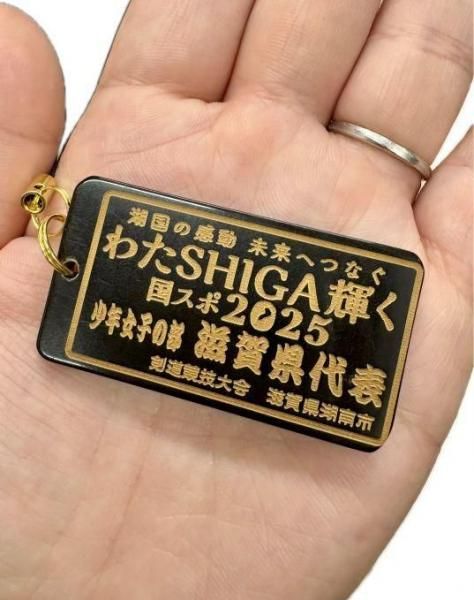 湖国の感動 未来へつなぐ
わたSHIGA輝く
国スポ2025
少年女子の部 滋賀県代表
剣道競技大会 滋賀県湖南市